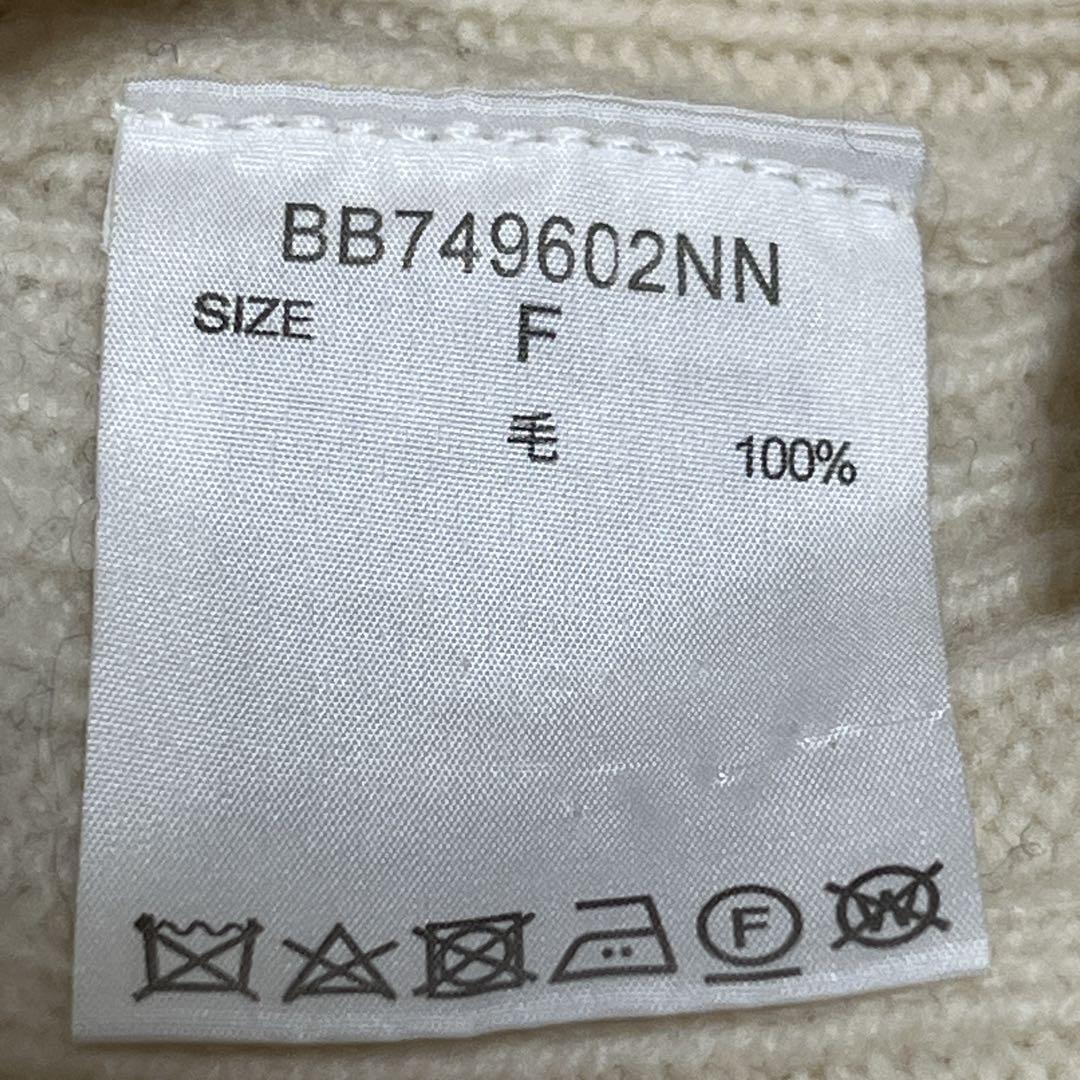 BB749602NN
SIZE F
毛 100%
F
W